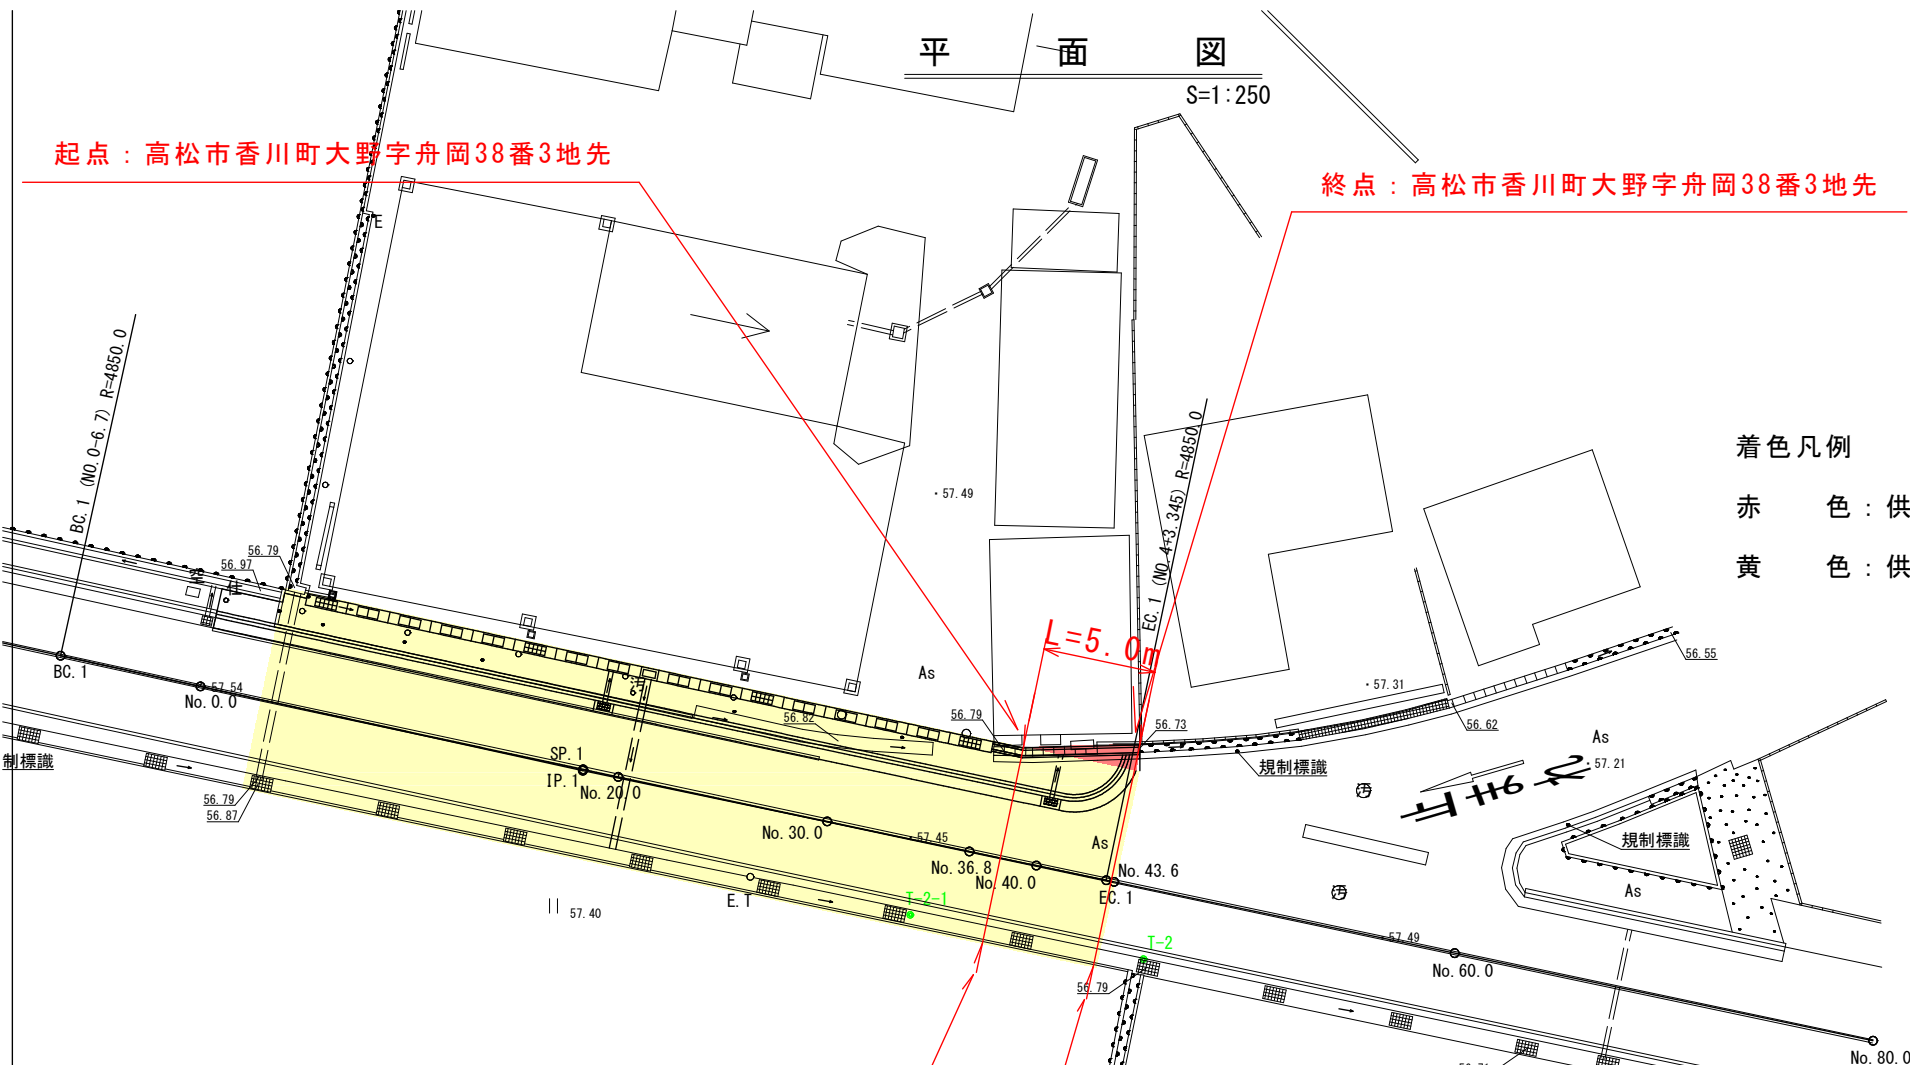 平面図
S=1:250
起点：高松市香川町大野字舟岡38番3地先
終点：高松市香川町大野字舟岡38番3地先
着色凡例
赤色：供
黄色：供
BC.1 (NO.0-6.7) R=4850.0
EC.1 (NO.4+3.345) R=4850.0
E
57.49
56.79
56.97
L=5.0m
As
57.31
56.55
56.62
56.73
56.79
56.82
規制標識
As
57.21
汚
BC.1
57.54
No.0.0
SP.1
IP.1
No.20.0
No.30.0
57.45
No.36.8
No.40.0
As
No.43.6
EC.1
制標識
56.79
56.87
E.T
57.40
T-2-1
T-2
56.79
汚
規制標識
As
57.49
No.60.0
No.80.0